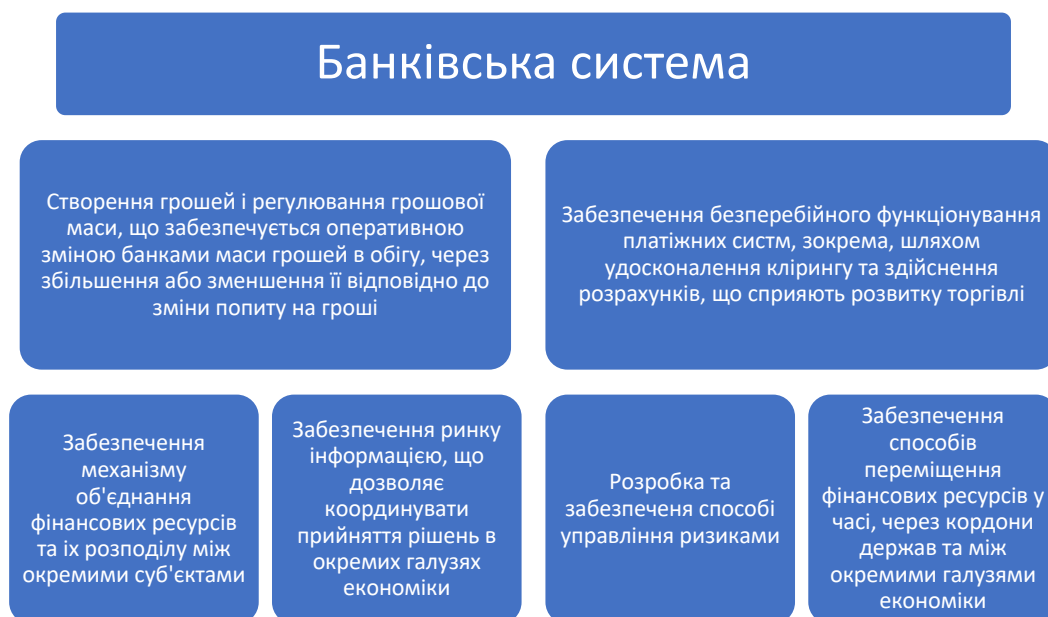 Банківська система
Створення грошей і регулювання грошової
маси, що забезпечується оперативною
зміною банками маси грошей в обігу, через
збільшення або зменшення її відповідно до
зміни попиту на гроші
Забезпечення безперебійного функціонування
платіжних систм, зокрема, шляхом
удосконалення клірингу та здійснення
розрахунків, що сприяють розвитку торгівлі
Забезпечення
механізму
об'єднання
фінансових ресурсів
та їх розподілу між
окремими суб'єктами
Забезпечення ринку
інформацією, що
дозволяє
координувати
прийняття рішень в
окремих галузях
економіки
Розробка та
забезпеченя способі
управління ризиками
Забезпечення
способів
переміщення
фінансових ресурсів у
часі, через кордони
держав та між
окремими галузями
економіки